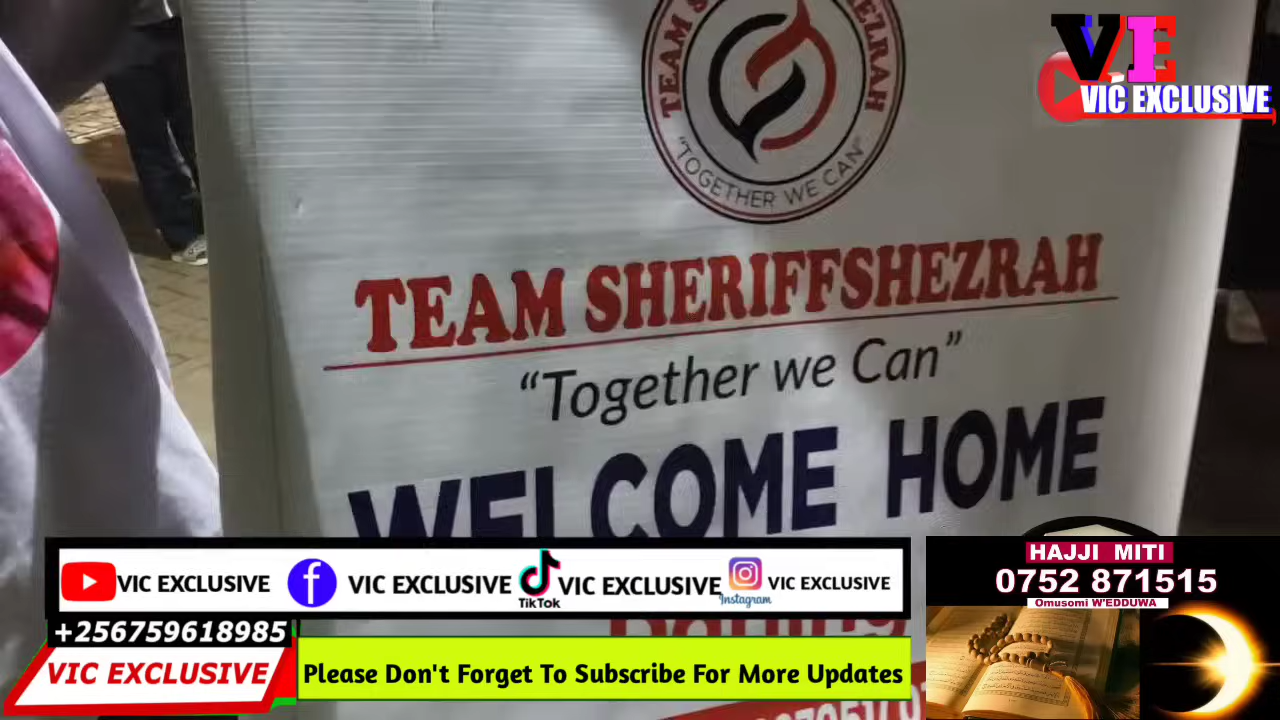 TEAM S
HEZRAH
"TOGETHER WE CAN"
VE
VIC EXCLUSIVE
TEAM SHERIFFSHEZRAH
"Together we Can"
WELCOME HOME
VIC EXCLUSIVE
VIC EXCLUSIVE
TikTok
VIC EXCLUSIVE
Instagram
VIC EXCLUSIVE
HAJJI MITI
0752 871515
Omusomi W'EDDUWA
+256759618985
VIC EXCLUSIVE
Please Don't Forget To Subscribe For More Updates